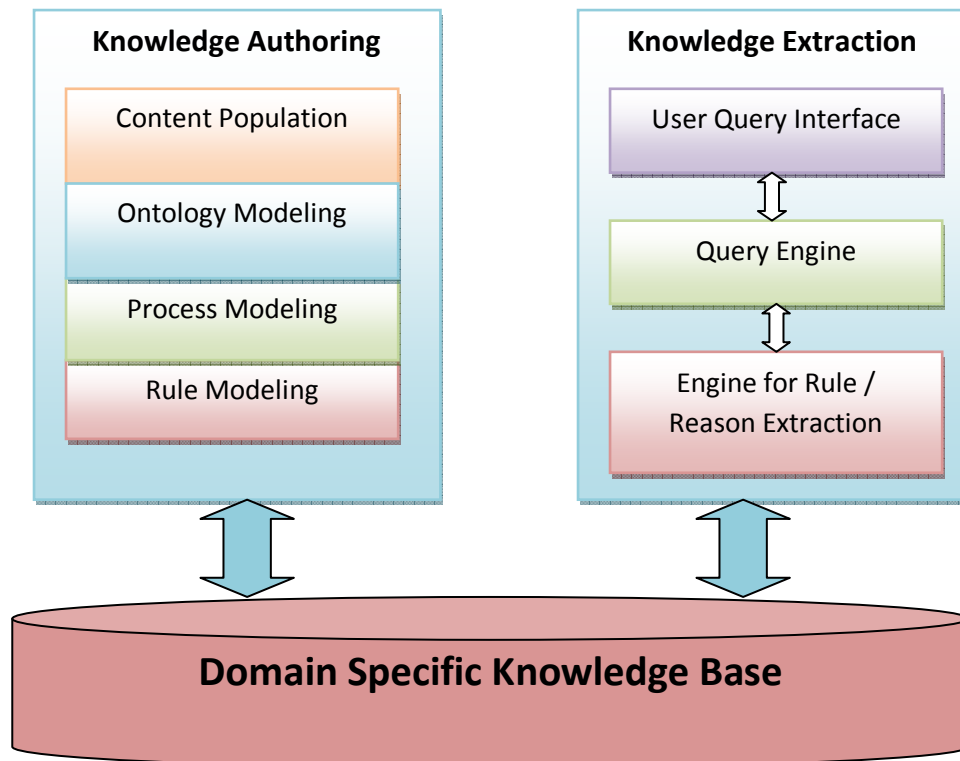 Knowledge Authoring
Content Population
Ontology Modeling
Process Modeling
Rule Modeling
Knowledge Extraction
User Query Interface
Query Engine
Engine for Rule /
Reason Extraction
Domain Specific Knowledge Base